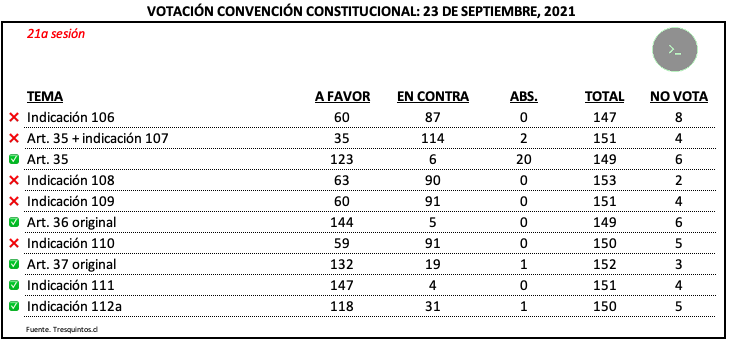 VOTACIÓN CONVENCIÓN CONSTITUCIONAL: 23 DE SEPTIEMBRE, 2021
21a sesión
>_
TEMA A FAVOR EN CONTRA ABS. TOTAL NO VOTA
❌ Indicación 106 60 87 0 147 8
❌ Art. 35 + indicación 107 35 114 2 151 4
✅ Art. 35 123 6 20 149 6
❌ Indicación 108 63 90 0 153 2
❌ Indicación 109 60 91 0 151 4
✅ Art. 36 original 144 5 0 149 6
❌ Indicación 110 59 91 0 150 5
✅ Art. 37 original 132 19 1 152 3
✅ Indicación 111 147 4 0 151 4
✅ Indicación 112a 118 31 1 150 5
Fuente. Tresquintos.cl